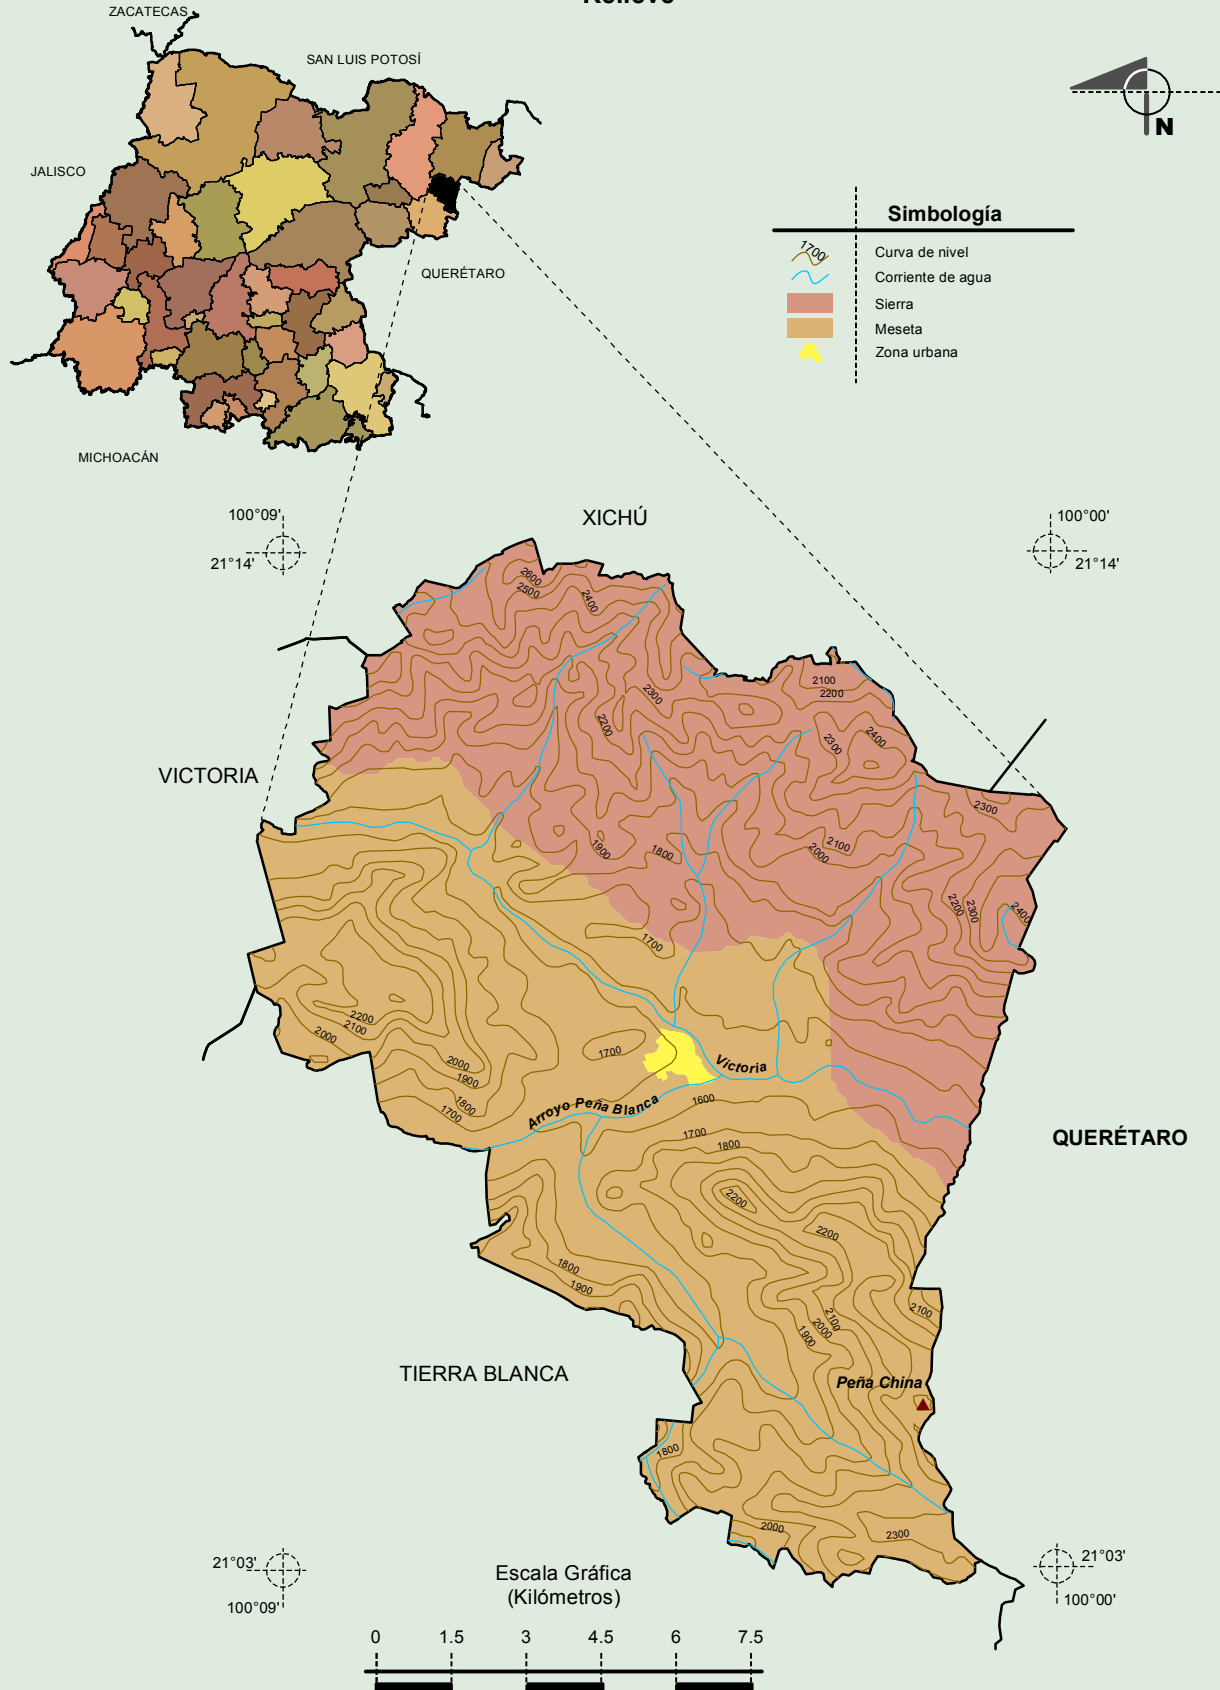 Relieve
ZACATECAS
SAN LUIS POTOSÍ
JALISCO
QUERÉTARO
MICHOACÁN
N
Simbología
1700
Curva de nivel
Corriente de agua
Sierra
Meseta
Zona urbana
100°09'
21°14'
XICHÚ
100°00'
21°14'
2600
2500
2400
2300
2200
2100
2200
2300
2400
VICTORIA
2300
1900
1800
2100
2000
2200
2300
2400
1700
2200
2100
2000
2000
1900
1800
1700
1700
Victoria
Arroyo Peña Blanca
1600
1700
1800
QUERÉTARO
2200
2200
1800
1900
2100
2000
1900
2100
TIERRA BLANCA
Peña China
1800
2000
2300
21°03'
100°09'
Escala Gráfica
(Kilómetros)
21°03'
100°00'
0 1.5 3 4.5 6 7.5